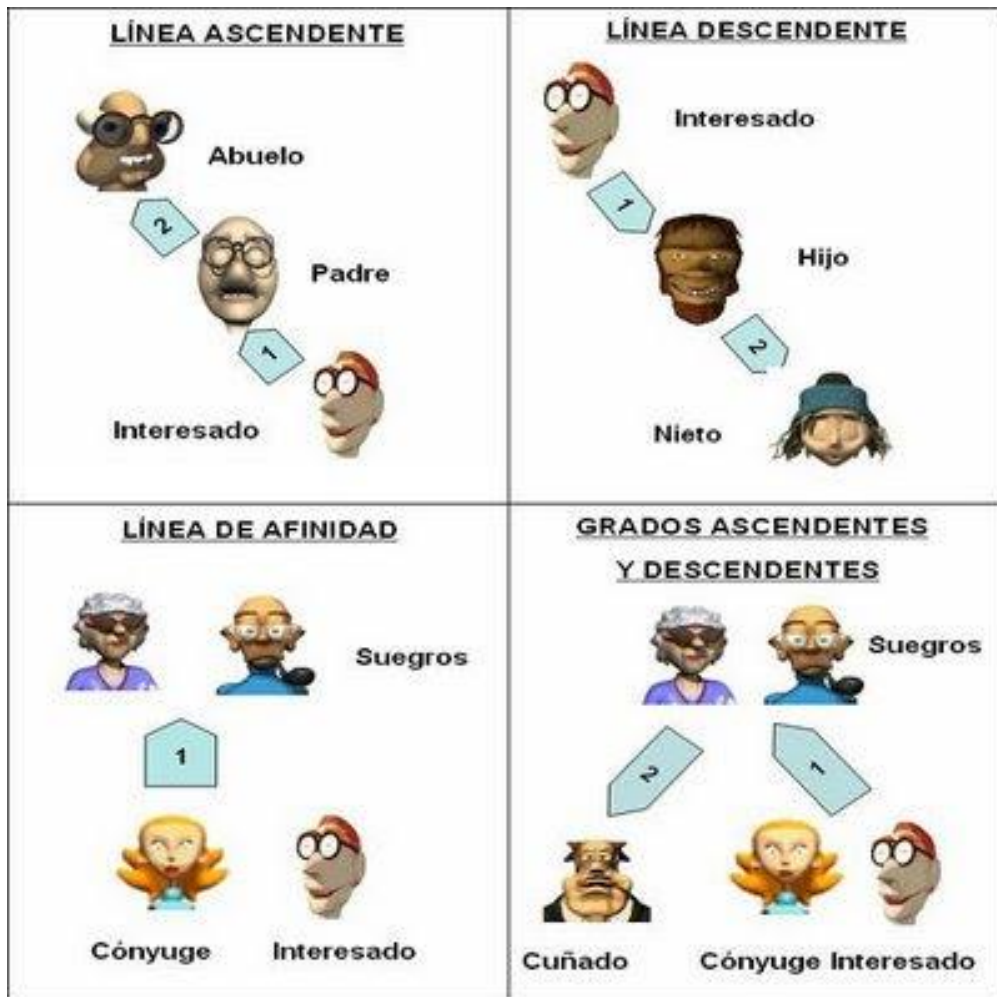 LÍNEA ASCENDENTE
Abuelo
2
Padre
1
Interesado
LÍNEA DESCENDENTE
Interesado
1
Hijo
2
Nieto
LÍNEA DE AFINIDAD
Suegros
1
Cónyuge Interesado
GRADOS ASCENDENTES
Y DESCENDENTES
Suegros
2 1
Cuñado Cónyuge Interesado